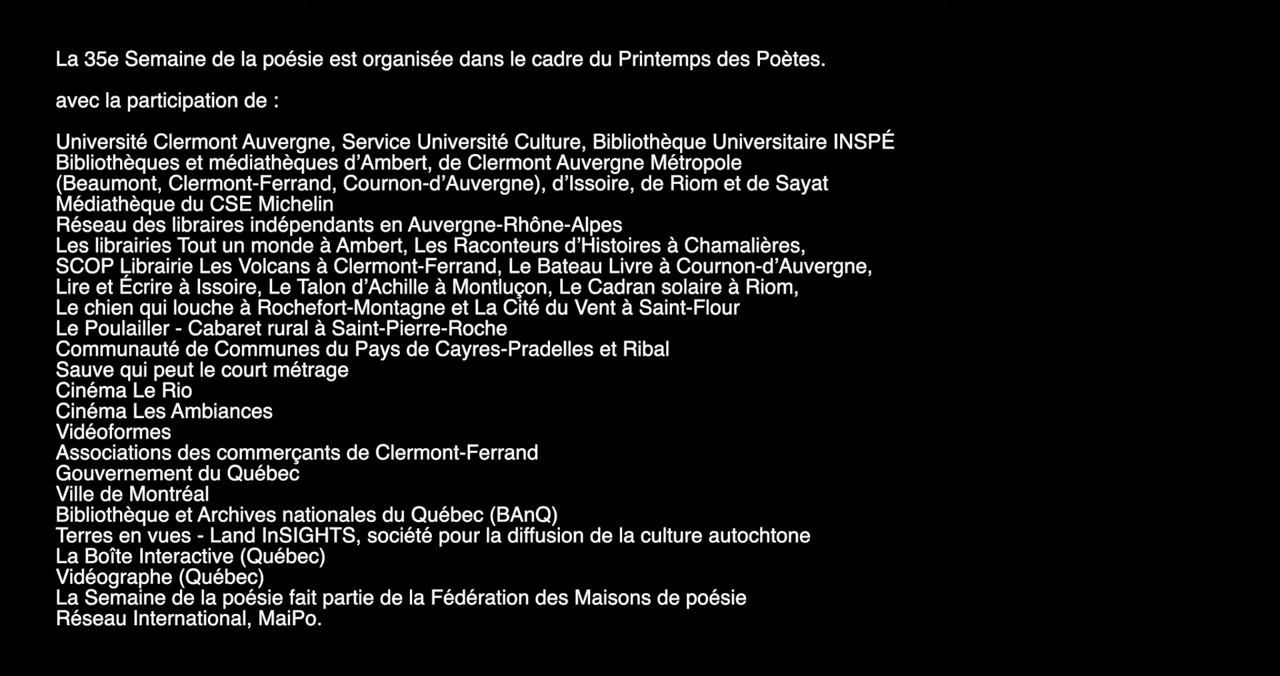 La 35e Semaine de la poésie est organisée dans le cadre du Printemps des Poètes.
avec la participation de :
Université Clermont Auvergne, Service Université Culture, Bibliothèque Universitaire INSPÉ
Bibliothèques et médiathèques d’Ambert, de Clermont Auvergne Métropole
(Beaumont, Clermont-Ferrand, Cournon-d’Auvergne), d’Issoire, de Riom et de Sayat
Médiathèque du CSE Michelin
Réseau des libraires indépendants en Auvergne-Rhône-Alpes
Les librairies Tout un monde à Ambert, Les Raconteurs d’Histoires à Chamalières,
SCOP Librairie Les Volcans à Clermont-Ferrand, Le Bateau Livre à Cournon-d’Auvergne,
Lire et Écrire à Issoire, Le Talon d’Achille à Montluçon, Le Cadran solaire à Riom,
Le chien qui louche à Rochefort-Montagne et La Cité du Vent à Saint-Flour
Le Poulailler - Cabaret rural à Saint-Pierre-Roche
Communauté de Communes du Pays de Cayres-Pradelles et Ribal
Sauve qui peut le court métrage
Cinéma Le Rio
Cinéma Les Ambiances
Vidéoformes
Associations des commerçants de Clermont-Ferrand
Gouvernement du Québec
Ville de Montréal
Bibliothèque et Archives nationales du Québec (BAnQ)
Terres en vues - Land InSIGHTS, société pour la diffusion de la culture autochtone
La Boîte Interactive (Québec)
Vidéographe (Québec)
La Semaine de la poésie fait partie de la Fédération des Maisons de poésie
Réseau International, MaiPo.